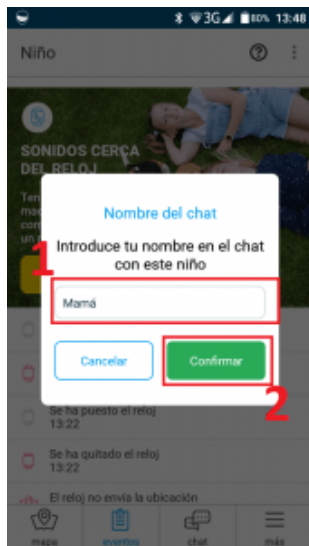 3G 80% 13:48
Niño
SONIDOS CERCA
DEL RELOJ
Nombre del chat
Introduce tu nombre en el chat
con este niño
1
Mamá
Cancelar Confirmar
2
Se ha puesto el reloj
13:22
Se ha quitado el reloj
13:22
El reloj no envía la ubicación
mapa eventos chat más